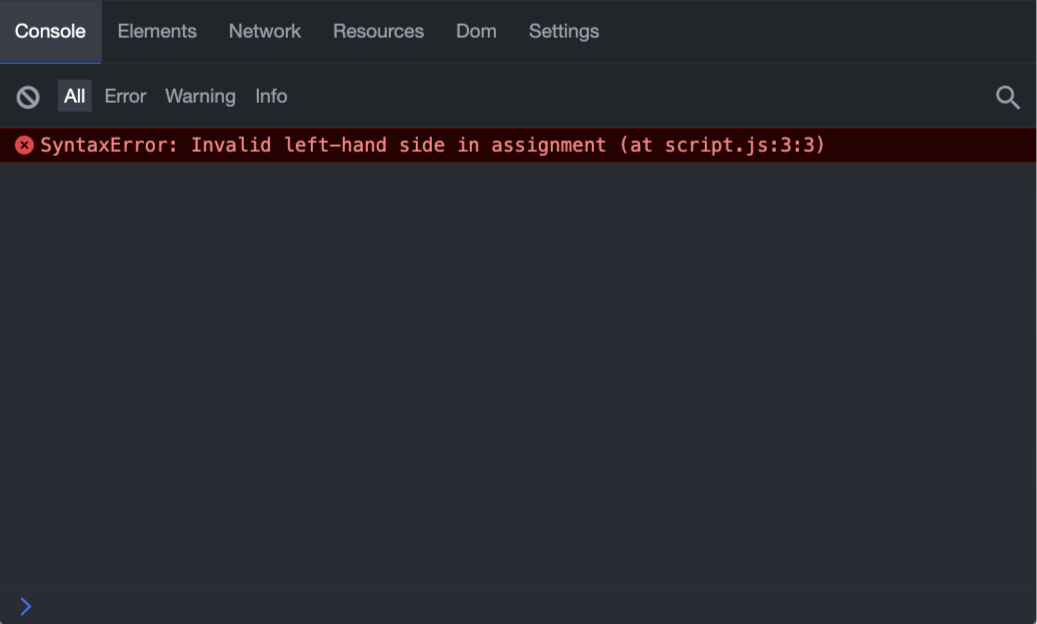 Console Elements Network Resources Dom Settings
All Error Warning Info
SyntaxError: Invalid left-hand side in assignment (at script.js:3:3)